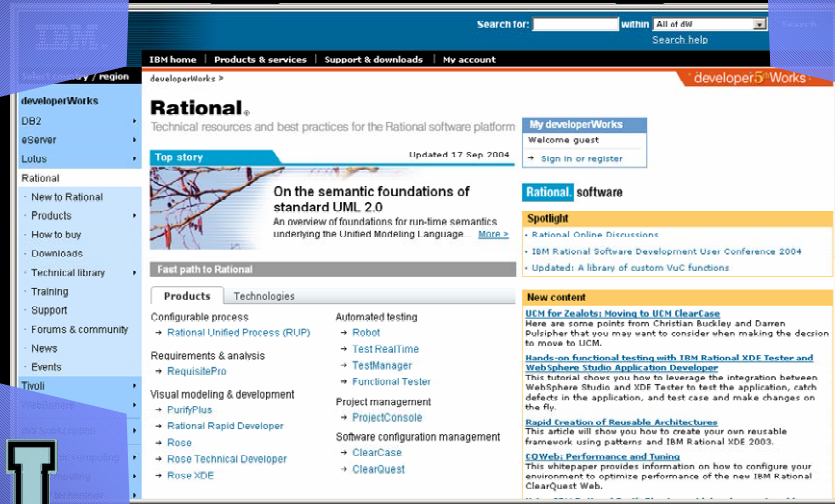 IBM.
Search for: within All of dW Search
Search help
IBM home | Products & services | Support & downloads | My account
Select country / region
developerWorks >
developer 5th Works
developerWorks
DB2
eServer
Lotus
Rational
· New to Rational
· Products
· How to buy
· Downloads
· Technical library
· Training
· Support
· Forums & community
· News
· Events
Tivoli
WebSphere
Rational®
Technical resources and best practices for the Rational software platform
Top story
Updated 17 Sep 2004
On the semantic foundations of
standard UML 2.0
An overview of foundations for run-time semantics
underlying the Unified Modeling Language... More >
Fast path to Rational
Products Technologies
Configurable process
→ Rational Unified Process (RUP)
Requirements & analysis
→ RequisitePro
Visual modeling & development
→ PurifyPlus
→ Rational Rapid Developer
→ Rose
→ Rose Technical Developer
→ Rose XDE
Automated testing
→ Robot
→ Test RealTime
→ TestManager
→ Functional Tester
Project management
→ ProjectConsole
Software configuration management
→ ClearCase
→ ClearQuest
My developerWorks
Welcome guest
→ Sign in or register
Rational. software
Spotlight
· Rational Online Discussions
· IBM Rational Software Development User Conference 2004
· Updated: A library of custom VuC functions
New content
UCM for Zealots: Moving to UCM ClearCase
Here are some points from Christian Buckley and Darren
Pulsipher that you may want to consider when making the decision
to move to UCM.
Hands-on functional testing with IBM Rational XDE Tester and
WebSphere Studio Application Developer
This tutorial shows you how to leverage the integration between
WebSphere Studio and XDE Tester to test the application, catch
defects in the application, and test case and make changes on
the fly.
Rapid Creation of Reusable Architectures
This article will show you how to create your own reusable
framework using patterns and IBM Rational XDE 2003.
CQWeb: Performance and Tuning
This whitepaper provides information on how to configure your
environment to optimize performance of the new IBM Rational
ClearQuest Web.